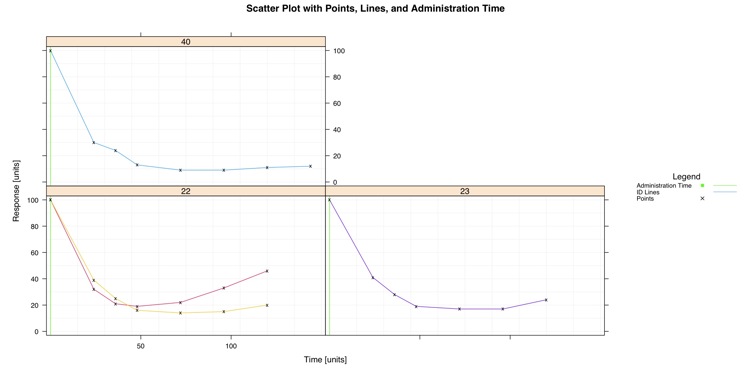 Scatter Plot with Points, Lines, and Administration Time
40
100
80
60
40
20
0
Response [units]
22
23
100
80
60
40
20
0
50
100
Time [units]
Legend
Administration Time
ID Lines
Points